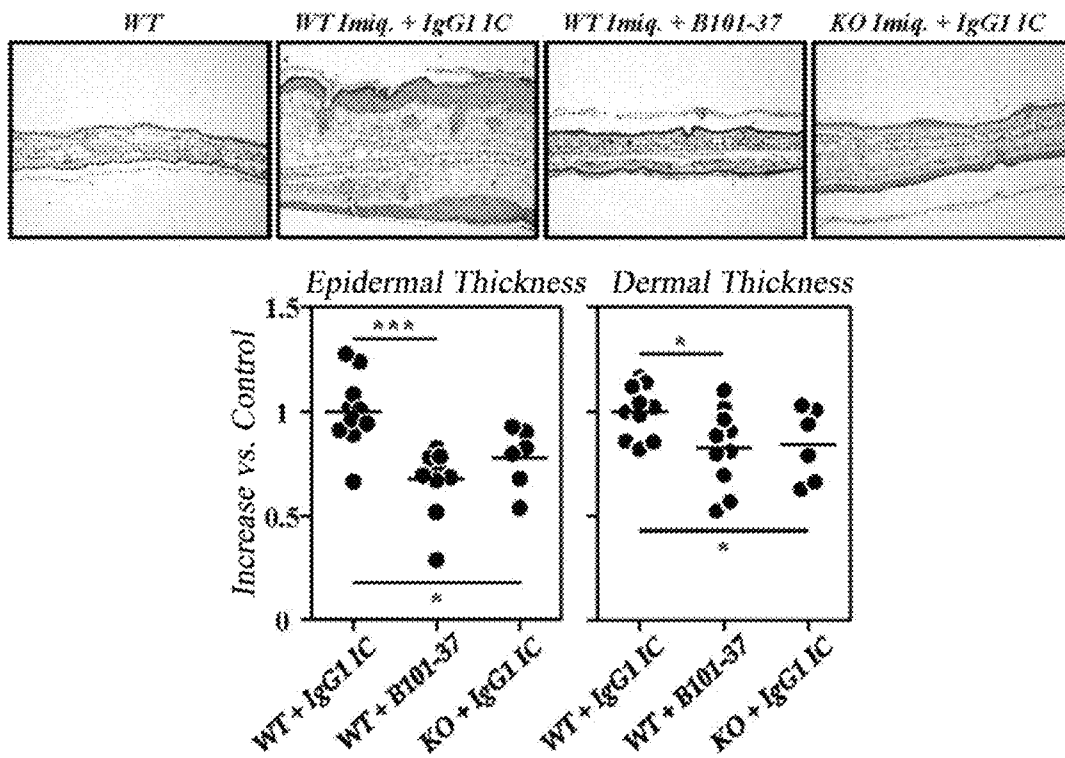 WT
WT Imiq. + IgG1 IC
WT Imiq. + B101-37
KO Imiq. + IgG1 IC
Epidermal Thickness
Dermal Thickness
Increase vs. Control
1.5
1
0.5
0
***
*
*
*
WT + IgG1 IC
WT + B101-37
KO + IgG1 IC
WT + IgG1 IC
WT + B101-37
KO + IgG1 IC